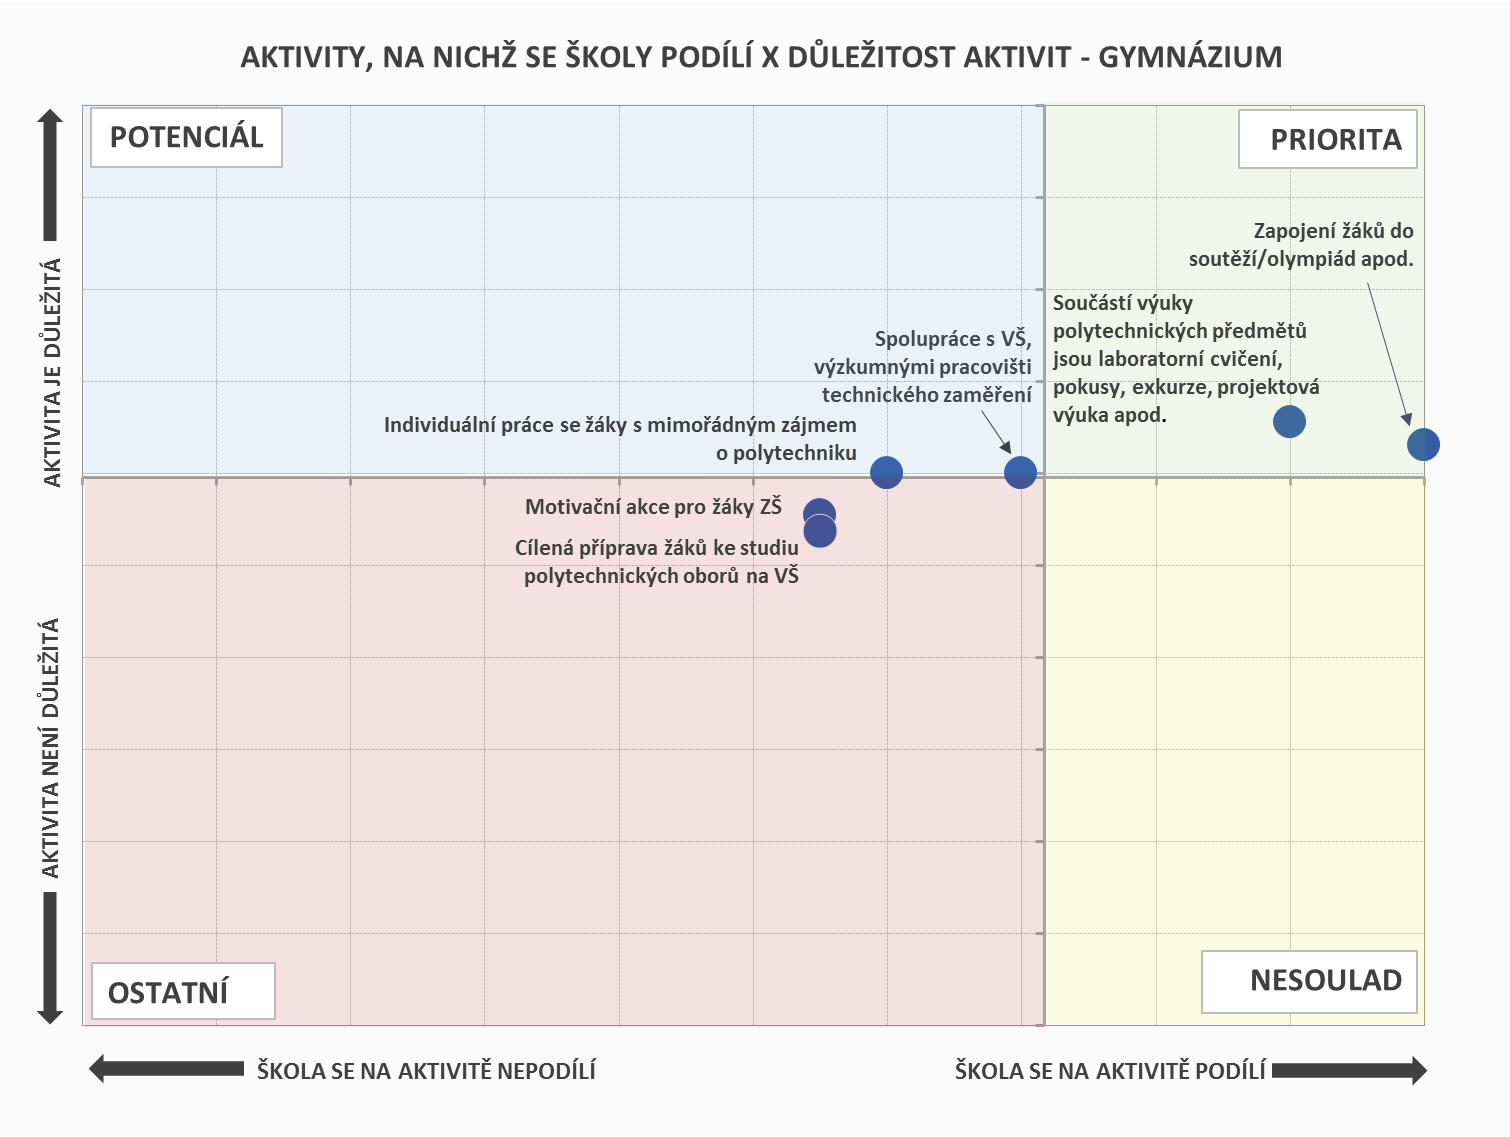 AKTIVITY, NA NICHŽ SE ŠKOLY PODÍLÍ X DŮLEŽITOST AKTIVIT - GYMNÁZIUM
POTENCIÁL
PRIORITA
AKTIVITA JE DŮLEŽITÁ
Zapojení žáků do
soutěží/olympiád apod.
Součástí výuky
polytechnických předmětů
jsou laboratorní cvičení,
pokusy, exkurze, projektová
výuka apod.
Spolupráce s VŠ,
výzkumnými pracovišti
technického zaměření
Individuální práce se žáky s mimořádným zájmem
o polytechniku
Motivační akce pro žáky ZŠ
Cílená příprava žáků ke studiu
polytechnických oborů na VŠ
AKTIVITA NENÍ DŮLEŽITÁ
OSTATNÍ
NESOULAD
ŠKOLA SE NA AKTIVITĚ NEPODÍLÍ
ŠKOLA SE NA AKTIVITĚ PODÍLÍ